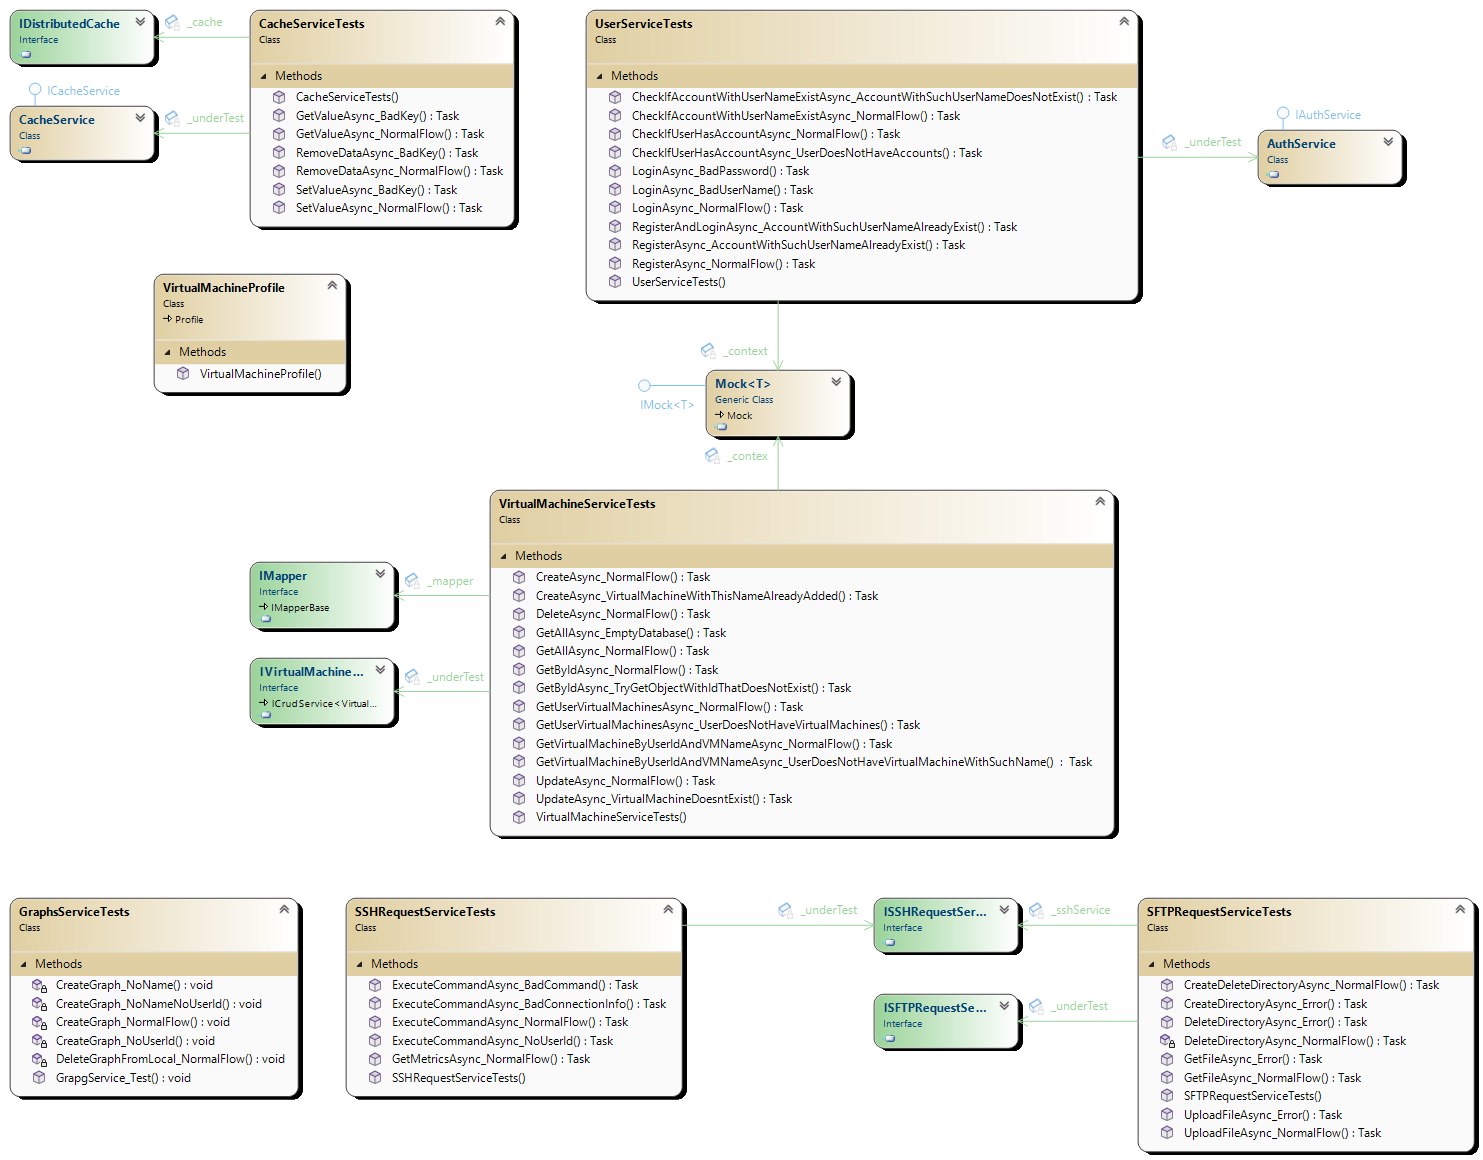 IDistributedCache
Interface
_cache
ICacheService
CacheService
Class
_underTest
CacheServiceTests
Class
Methods
CacheServiceTests()
GetValueAsync_BadKey() : Task
GetValueAsync_NormalFlow() : Task
RemoveDataAsync_BadKey() : Task
RemoveDataAsync_NormalFlow() : Task
SetValueAsync_BadKey() : Task
SetValueAsync_NormalFlow() : Task
UserServiceTests
Class
Methods
CheckIfAccountWithUserNameExistAsync_AccountWithSuchUserNameDoesNotExist() : Task
CheckIfAccountWithUserNameExistAsync_NormalFlow() : Task
CheckIfUserHasAccountAsync_NormalFlow() : Task
CheckIfUserHasAccountAsync_UserDoesNotHaveAccounts() : Task
LoginAsync_BadPassword() : Task
LoginAsync_BadUserName() : Task
LoginAsync_NormalFlow() : Task
RegisterAndLoginAsync_AccountWithSuchUserNameAlreadyExist() : Task
RegisterAsync_AccountWithSuchUserNameAlreadyExist() : Task
RegisterAsync_NormalFlow() : Task
UserServiceTests()
_underTest
IAuthService
AuthService
Class
VirtualMachineProfile
Class
Profile
Methods
VirtualMachineProfile()
_context
IMock<T>
Mock<T>
Generic Class
Mock
_contex
VirtualMachineServiceTests
Class
Methods
CreateAsync_NormalFlow() : Task
CreateAsync_VirtualMachineWithThisNameAlreadyAdded() : Task
DeleteAsync_NormalFlow() : Task
GetAllAsync_EmptyDatabase() : Task
GetAllAsync_NormalFlow() : Task
GetByIdAsync_NormalFlow() : Task
GetByIdAsync_TryGetObjectWithIdThatDoesNotExist() : Task
GetUserVirtualMachinesAsync_NormalFlow() : Task
GetUserVirtualMachinesAsync_UserDoesNotHaveVirtualMachines() : Task
GetVirtualMachineByUserIdAndVMNameAsync_NormalFlow() : Task
GetVirtualMachineByUserIdAndVMNameAsync_UserDoesNotHaveVirtualMachineWithSuchName() : Task
UpdateAsync_NormalFlow() : Task
UpdateAsync_VirtualMachineDoesntExist() : Task
VirtualMachineServiceTests()
IMapper
Interface
IMapperBase
_mapper
IVirtualMachine...
Interface
ICrudService<Virtual...
_underTest
GraphsServiceTests
Class
Methods
CreateGraph_NoName() : void
CreateGraph_NoNameNoUserId() : void
CreateGraph_NormalFlow() : void
CreateGraph_NoUserId() : void
DeleteGraphFromLocal_NormalFlow() : void
GrapgService_Test() : void
SSHRequestServiceTests
Class
Methods
ExecuteCommandAsync_BadCommand() : Task
ExecuteCommandAsync_BadConnectionInfo() : Task
ExecuteCommandAsync_NormalFlow() : Task
ExecuteCommandAsync_NoUserId() : Task
GetMetricsAsync_NormalFlow() : Task
SSHRequestServiceTests()
_underTest
ISSHRequestSer...
Interface
_sshService
ISFTPRequestSe...
Interface
_underTest
SFTPRequestServiceTests
Class
Methods
CreateDeleteDirectoryAsync_NormalFlow() : Task
CreateDirectoryAsync_Error() : Task
DeleteDirectoryAsync_Error() : Task
DeleteDirectoryAsync_NormalFlow() : Task
GetFileAsync_Error() : Task
GetFileAsync_NormalFlow() : Task
SFTPRequestServiceTests()
UploadFileAsync_Error() : Task
UploadFileAsync_NormalFlow() : Task